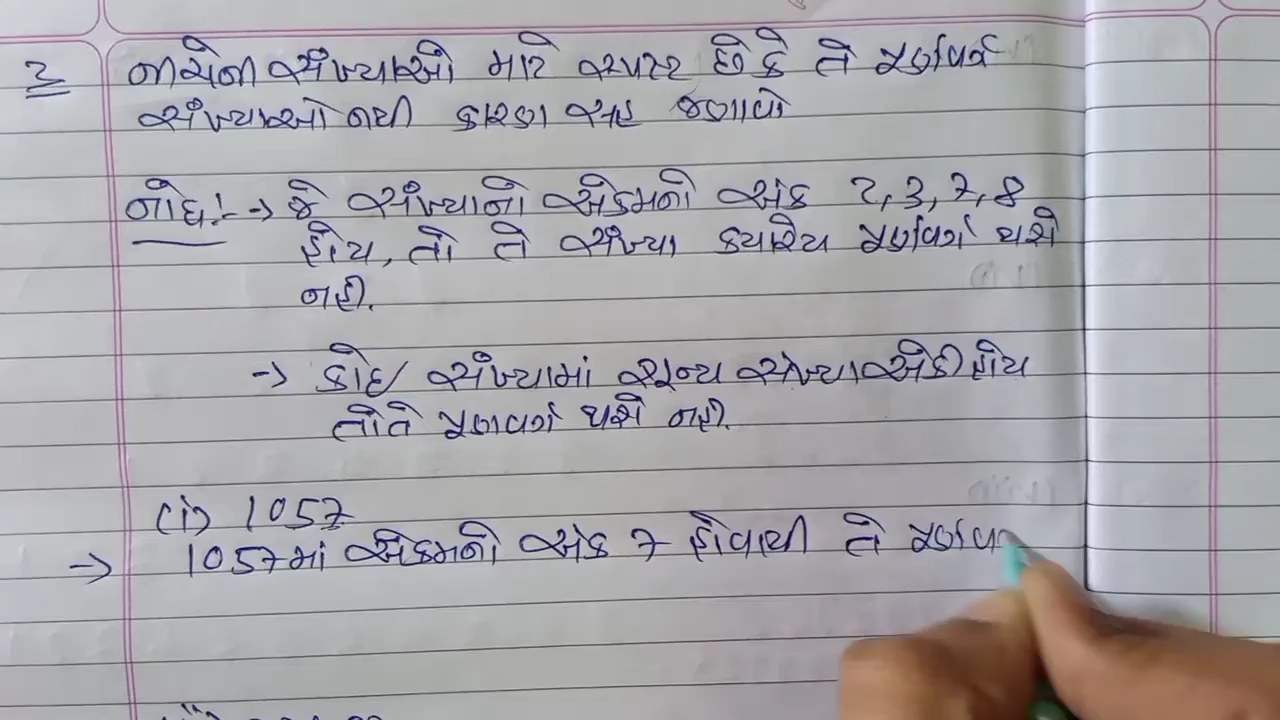 2 નાચેની સંખ્યાઓ માટે સ્પષ્ટ છે કે તે પૂર્ણવર્ગ
સંખ્યાઓ નથી કારણ સહ જણાવો
નોંધ:- → જે સંખ્યાનો એકમનો અંક 2, 3, 7, 8
હોય, તો તે સંખ્યા ક્યારેય પૂર્ણવર્ગ થશે
નહી.
→ કોઇ સંખ્યામાં શૂન્ય સંખ્યા એકી હોય
તો તે પૂર્ણવર્ગ થશે નહી.
(i) 1057
→ 1057માં એકમનો અંક 7 હોવાથી તે પૂર્ણવ